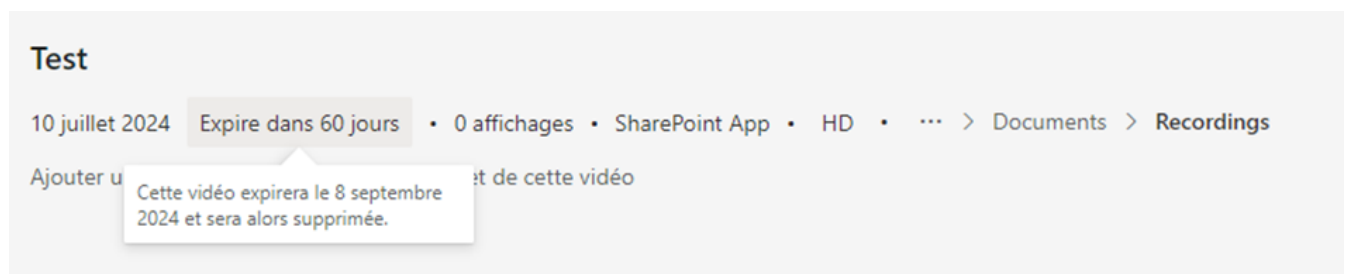 Test
10 juillet 2024 Expire dans 60 jours • 0 affichages • SharePoint App • HD • ··· > Documents > Recordings
Ajouter u et de cette vidéo
Cette vidéo expirera le 8 septembre
2024 et sera alors supprimée.